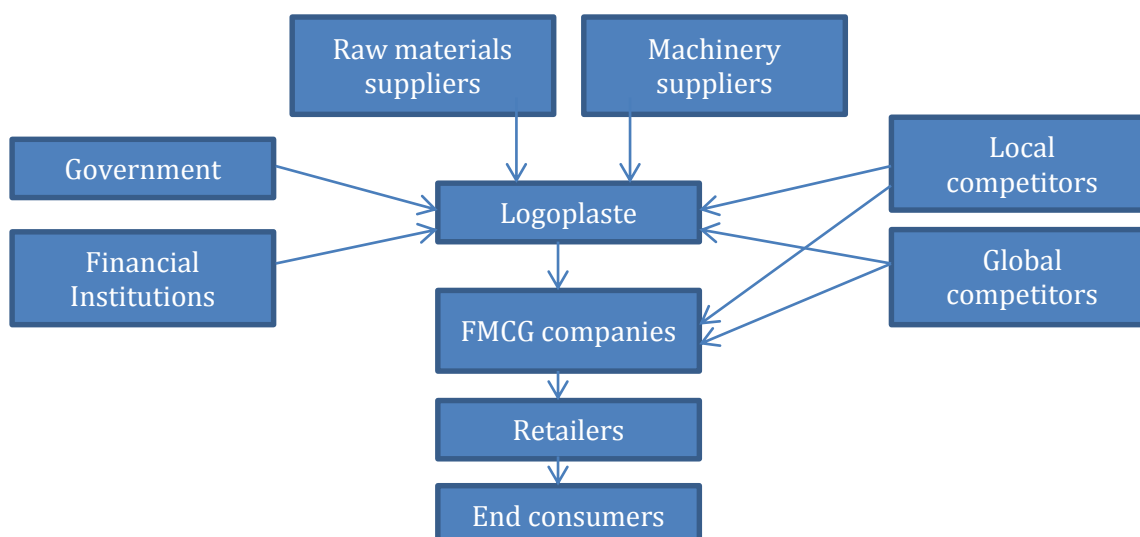 Raw materials
suppliers
Machinery
suppliers
Government
Local
competitors
Logoplaste
Financial
Institutions
Global
competitors
FMCG companies
Retailers
End consumers